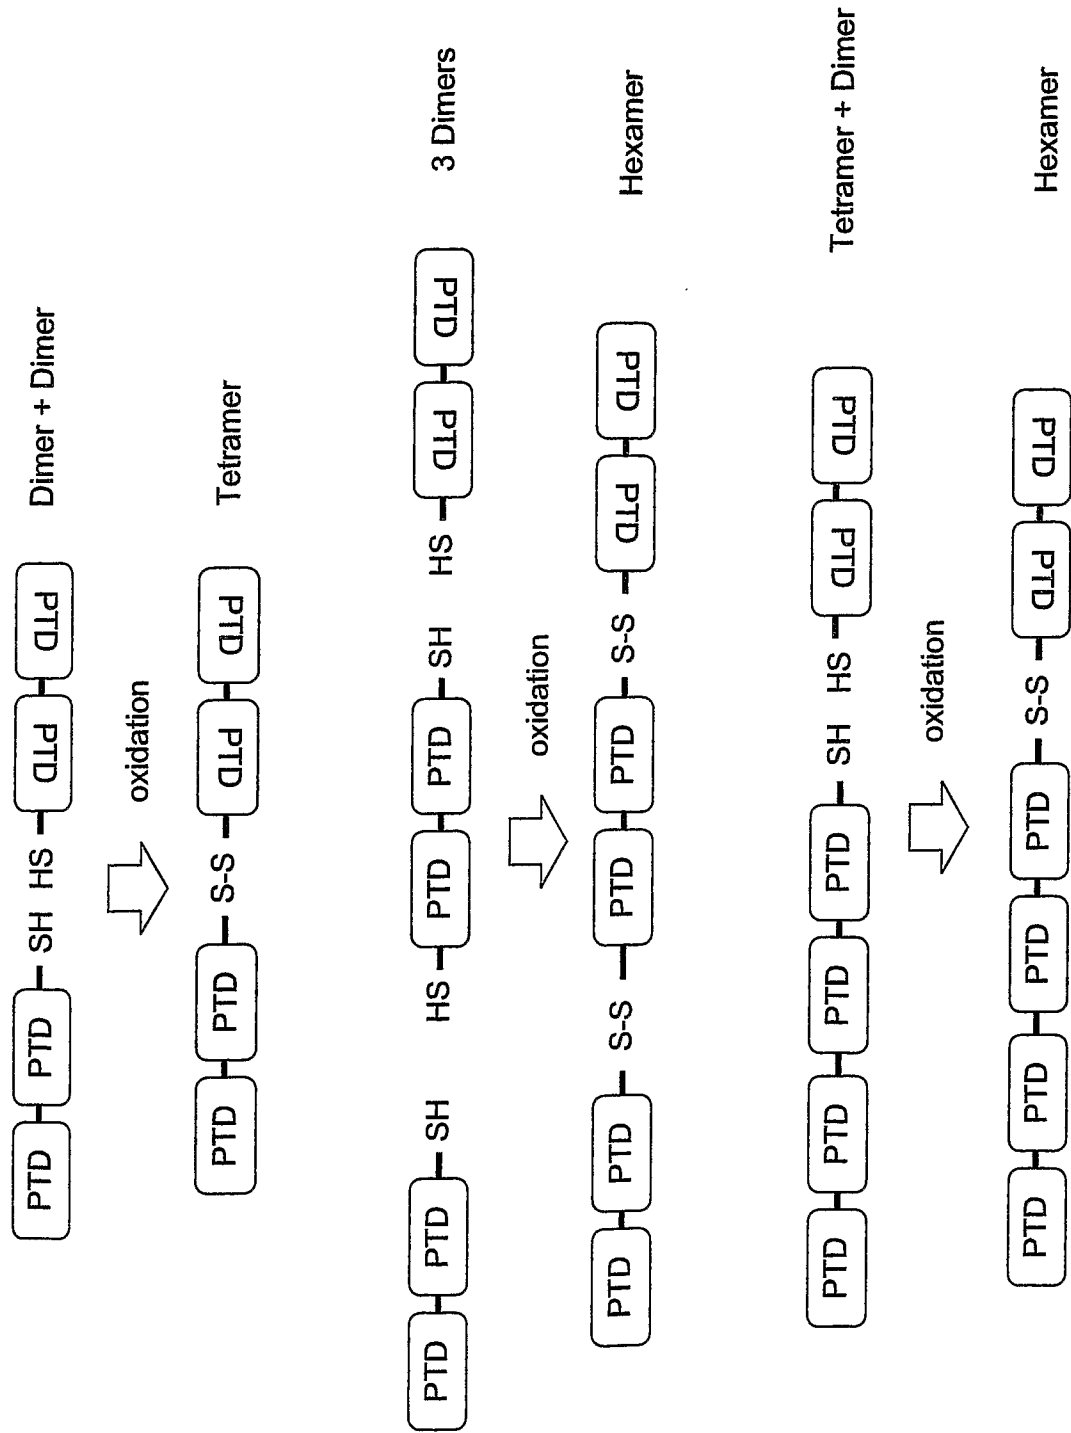 PTD PTD SH HS PTD PTD Dimer + Dimer
oxidation
PTD PTD S-S PTD PTD Tetramer
PTD PTD SH HS PTD PTD SH HS PTD PTD 3 Dimers
oxidation
PTD PTD S-S PTD PTD S-S PTD PTD Hexamer
PTD PTD PTD PTD SH HS PTD PTD Tetramer + Dimer
oxidation
PTD PTD PTD PTD S-S PTD PTD Hexamer